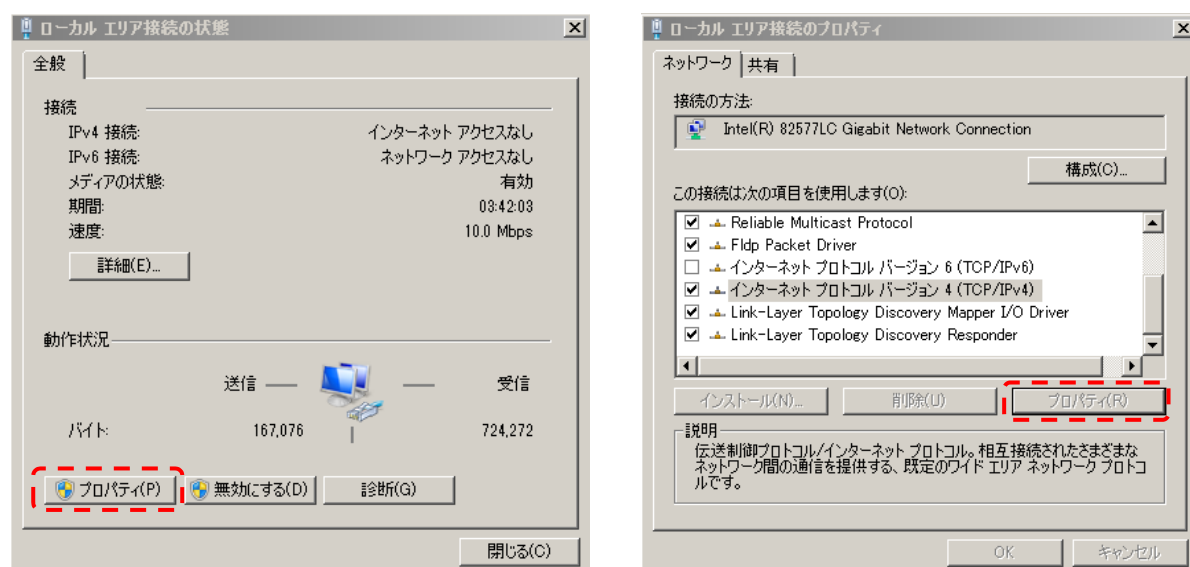 ローカル エリア接続の状態
全般
接続
IPv4 接続: インターネット アクセスなし
IPv6 接続: ネットワーク アクセスなし
メディアの状態: 有効
期間: 03:42:03
速度: 10.0 Mbps
詳細(E)...
動作状況
送信 受信
バイト: 167,076 724,272
プロパティ(P) 無効にする(D) 診断(G)
閉じる(C)
ローカル エリア接続のプロパティ
ネットワーク 共有
接続の方法:
Intel(R) 82577LC Gigabit Network Connection
構成(C)...
この接続は次の項目を使用します(O):
Reliable Multicast Protocol
Fldp Packet Driver
インターネット プロトコル バージョン 6 (TCP/IPv6)
インターネット プロトコル バージョン 4 (TCP/IPv4)
Link-Layer Topology Discovery Mapper I/O Driver
Link-Layer Topology Discovery Responder
インストール(N)... 削除(U) プロパティ(R)
説明
伝送制御プロトコル/インターネット プロトコル。相互接続されたさまざまな
ネットワーク間の通信を提供する、既定のワイド エリア ネットワーク プロトコ
ルです。
OK キャンセル